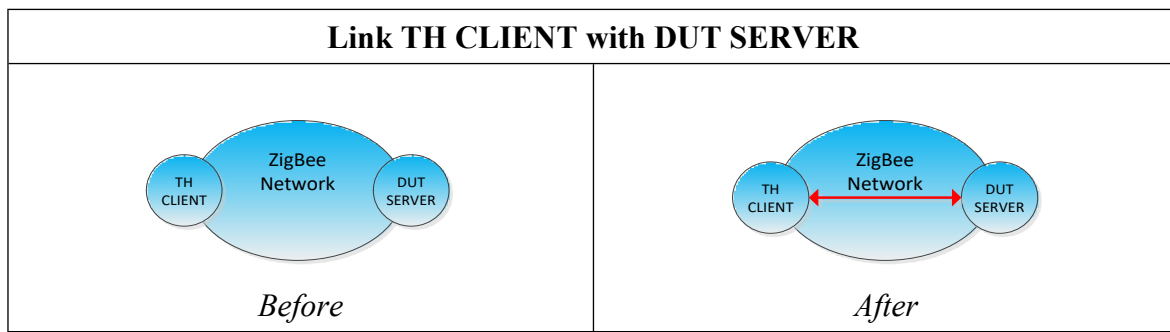 Link TH CLIENT with DUT SERVER
ZigBee
Network
TH
CLIENT
DUT
SERVER
Before
ZigBee
Network
TH
CLIENT
DUT
SERVER
After